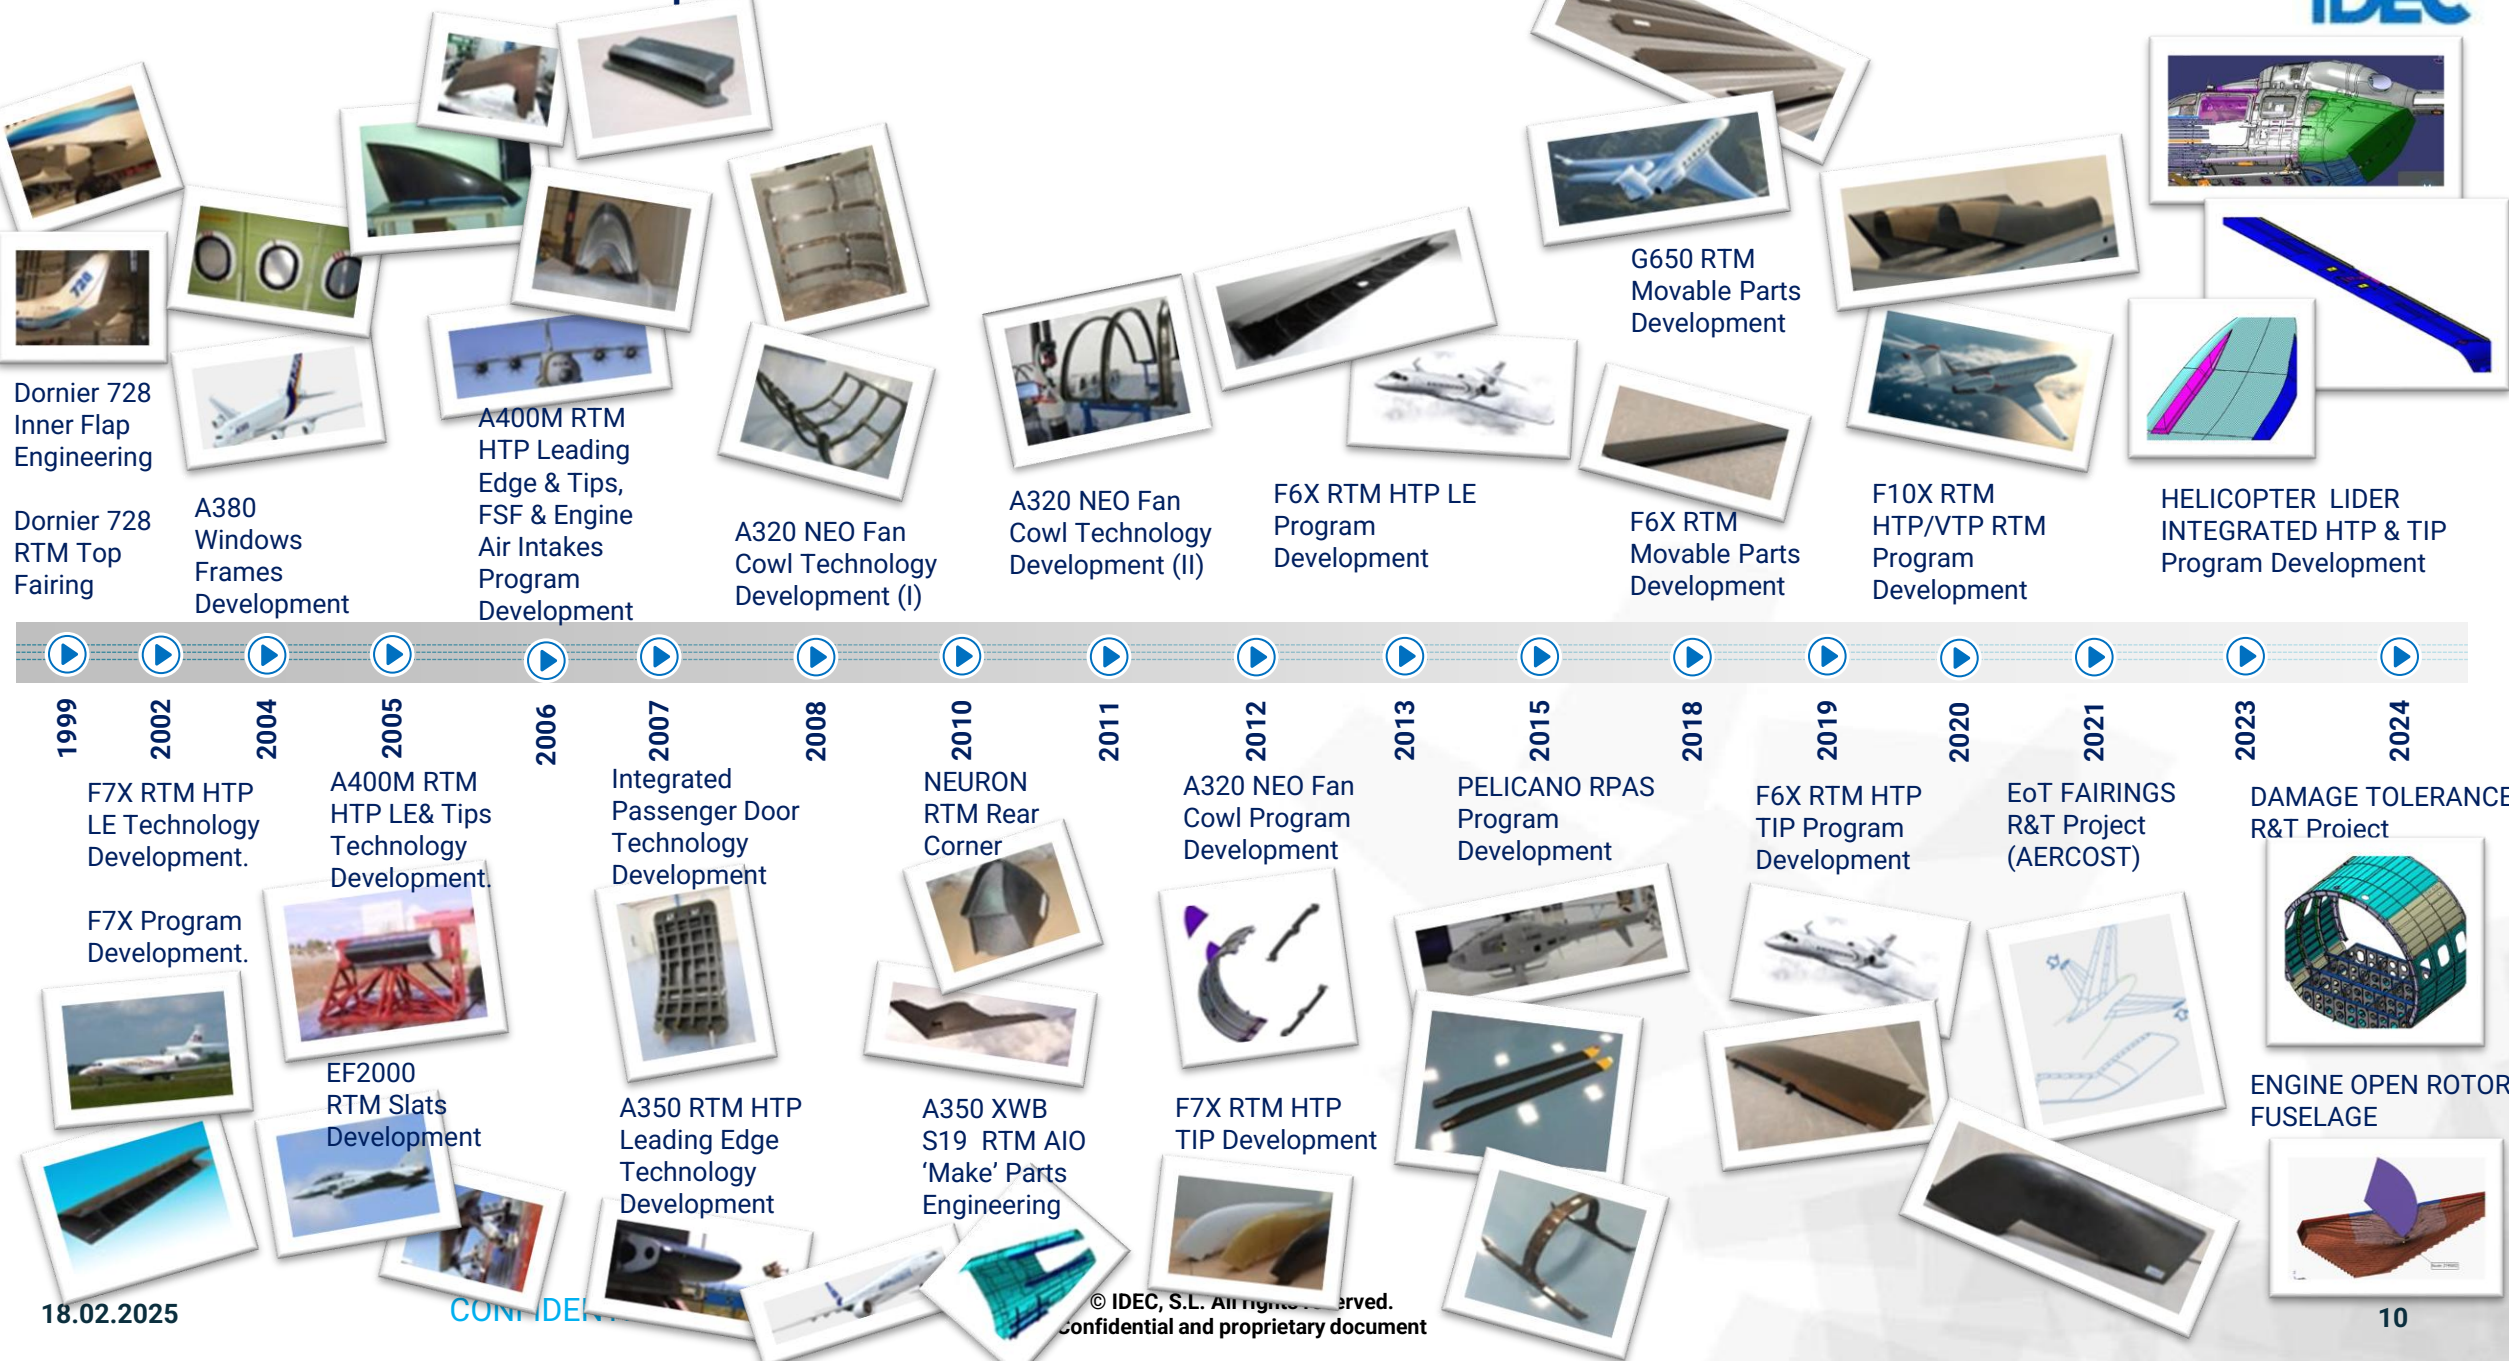 IDEC
Dornier 728
Inner Flap
Engineering
Dornier 728
RTM Top
Fairing
A380
Windows
Frames
Development
A400M RTM
HTP Leading
Edge & Tips,
FSF & Engine
Air Intakes
Program
Development
A320 NEO Fan
Cowl Technology
Development (I)
A320 NEO Fan
Cowl Technology
Development (II)
F6X RTM HTP LE
Program
Development
G650 RTM
Movable Parts
Development
F6X RTM
Movable Parts
Development
F10X RTM
HTP/VTP RTM
Program
Development
HELICOPTER LIDER
INTEGRATED HTP & TIP
Program Development
728
1999
2002
2004
2005
2006
2007
2008
2010
2011
2012
2013
2015
2018
2019
2020
2021
2023
2024
F7X RTM HTP
LE Technology
Development.
F7X Program
Development.
A400M RTM
HTP LE& Tips
Technology
Development.
EF2000
RTM Slats
Development
Integrated
Passenger Door
Technology
Development
A350 RTM HTP
Leading Edge
Technology
Development
NEURON
RTM Rear
Corner
A350 XWB
S19 RTM AIO
‘Make’ Parts
Engineering
A320 NEO Fan
Cowl Program
Development
F7X RTM HTP
TIP Development
PELICANO RPAS
Program
Development
F6X RTM HTP
TIP Program
Development
EoT FAIRINGS
R&T Project
(AERCOST)
DAMAGE TOLERANCE
R&T Project
ENGINE OPEN ROTOR
FUSELAGE
18.02.2025
CONFIDEN
© IDEC, S.L. All rights reserved.
Confidential and proprietary document
10